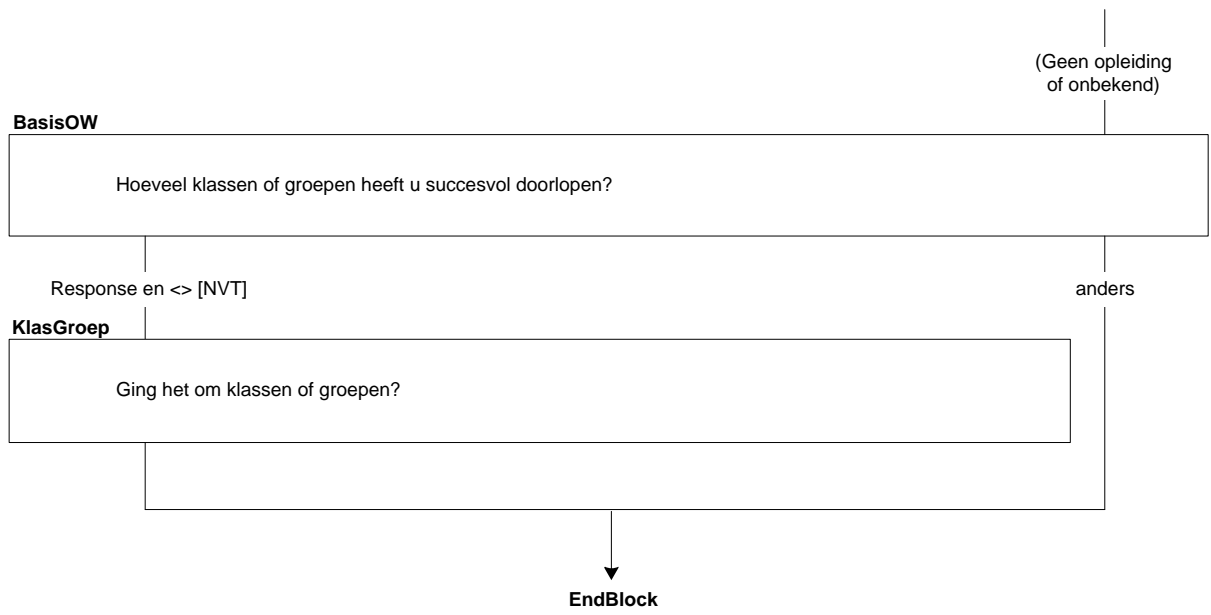 (Geen opleiding
of onbekend)
BasisOW
Hoeveel klassen of groepen heeft u succesvol doorlopen?
Response en <> [NVT]
anders
KlasGroep
Ging het om klassen of groepen?
EndBlock